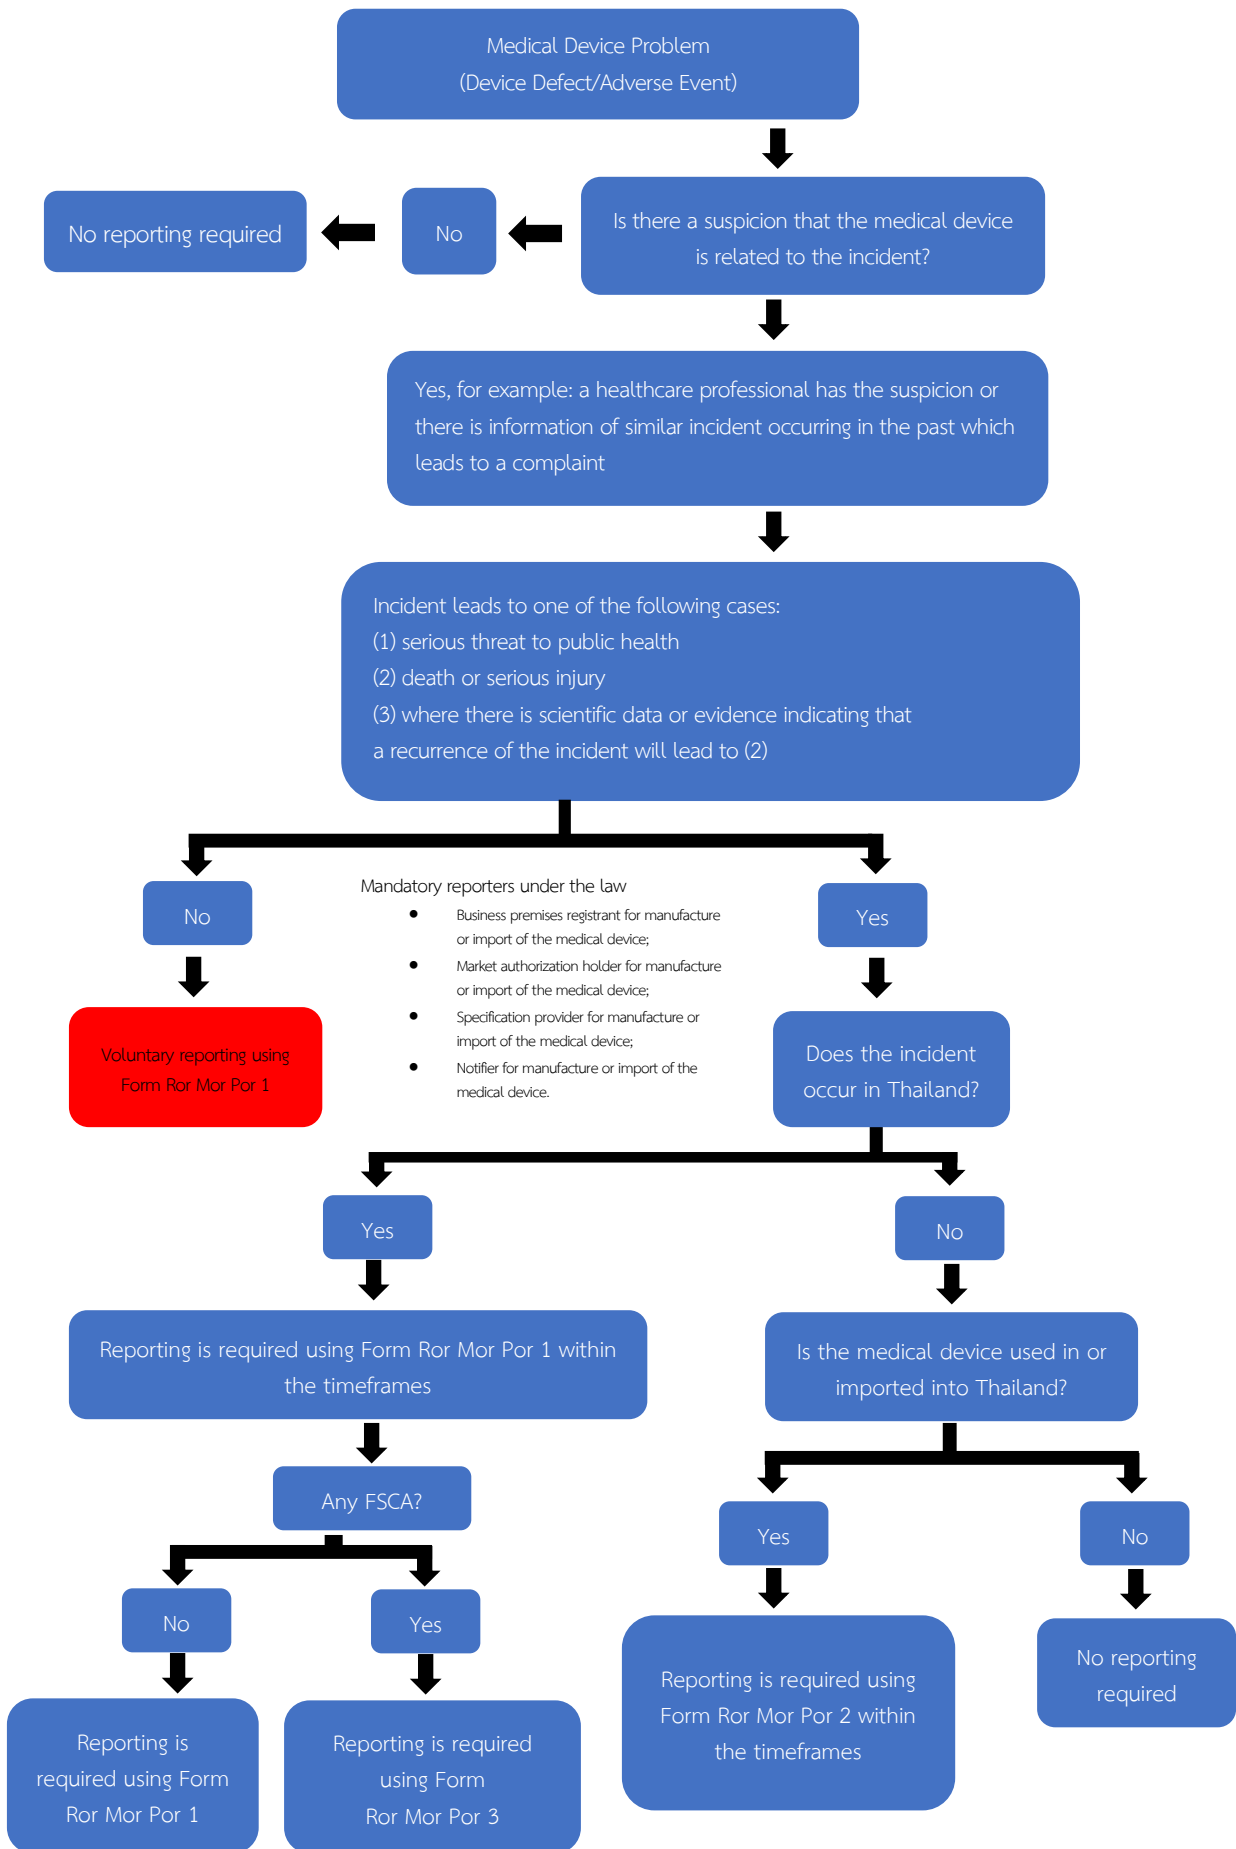 Medical Device Problem
(Device Defect/Adverse Event)
Is there a suspicion that the medical device
is related to the incident?
No
No reporting required
Yes, for example: a healthcare professional has the suspicion or
there is information of similar incident occurring in the past which
leads to a complaint
Incident leads to one of the following cases:
(1) serious threat to public health
(2) death or serious injury
(3) where there is scientific data or evidence indicating that
a recurrence of the incident will lead to (2)
No
Voluntary reporting using
Form Ror Mor Por 1
Mandatory reporters under the law
● Business premises registrant for manufacture
or import of the medical device;
● Market authorization holder for manufacture
or import of the medical device;
● Specification provider for manufacture or
import of the medical device;
● Notifier for manufacture or import of the
medical device.
Yes
Does the incident
occur in Thailand?
Yes
No
Reporting is required using Form Ror Mor Por 1 within
the timeframes
Is the medical device used in or
imported into Thailand?
Any FSCA?
No
Yes
Yes
No
Reporting is
required using Form
Ror Mor Por 1
Reporting is required
using Form
Ror Mor Por 3
Reporting is required using
Form Ror Mor Por 2 within
the timeframes
No reporting
required